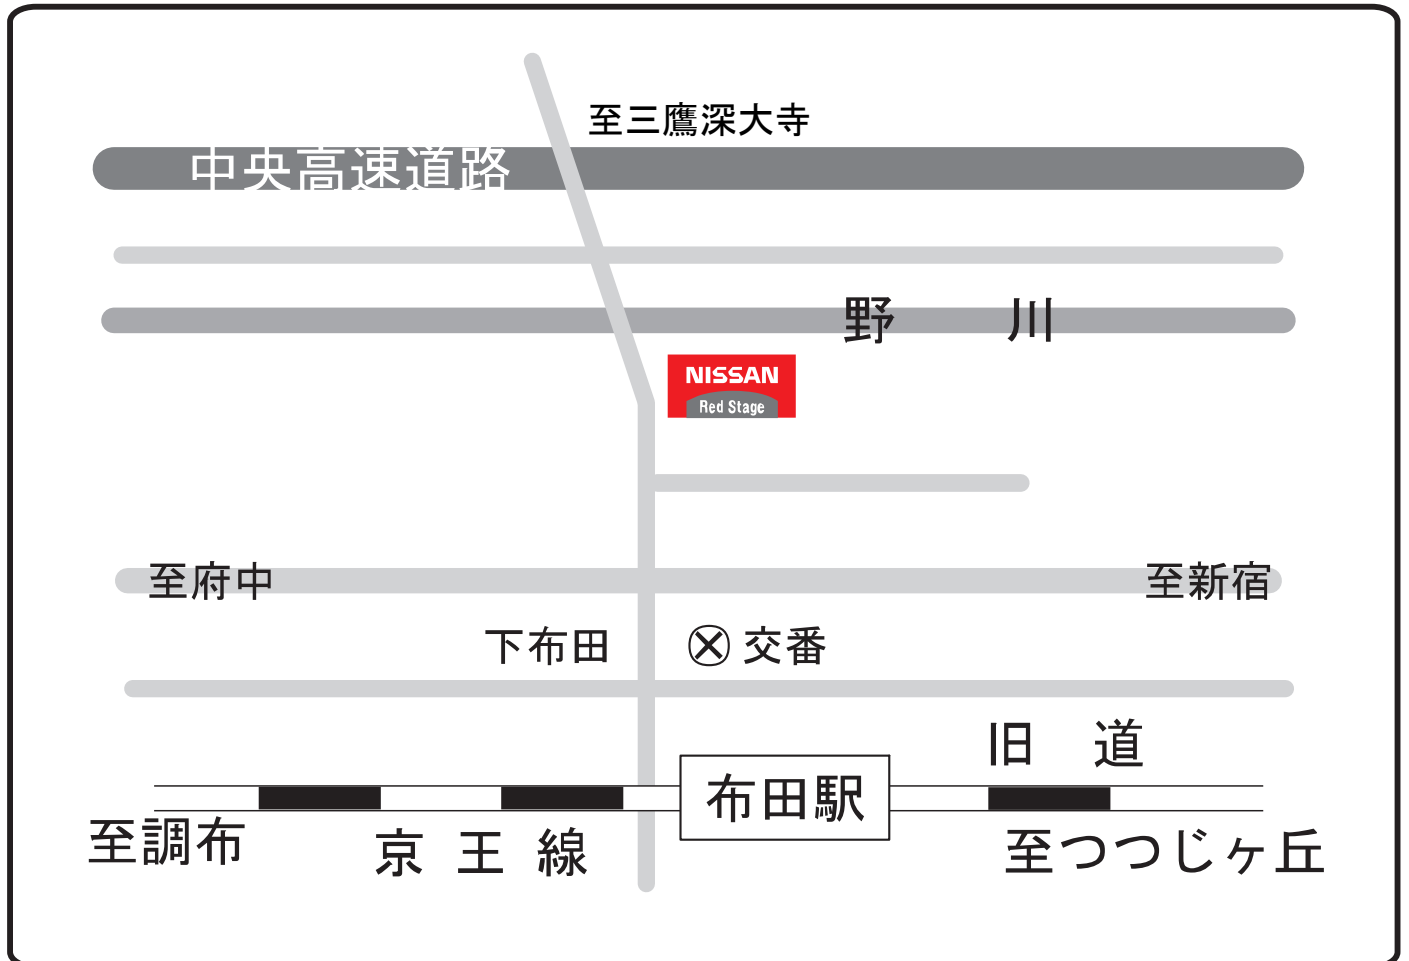 至三鷹深大寺
中央高速道路
野川
NISSAN
Red Stage
至府中
至新宿
下布田
交番
旧道
布田駅
至調布
京王線
至つつじヶ丘